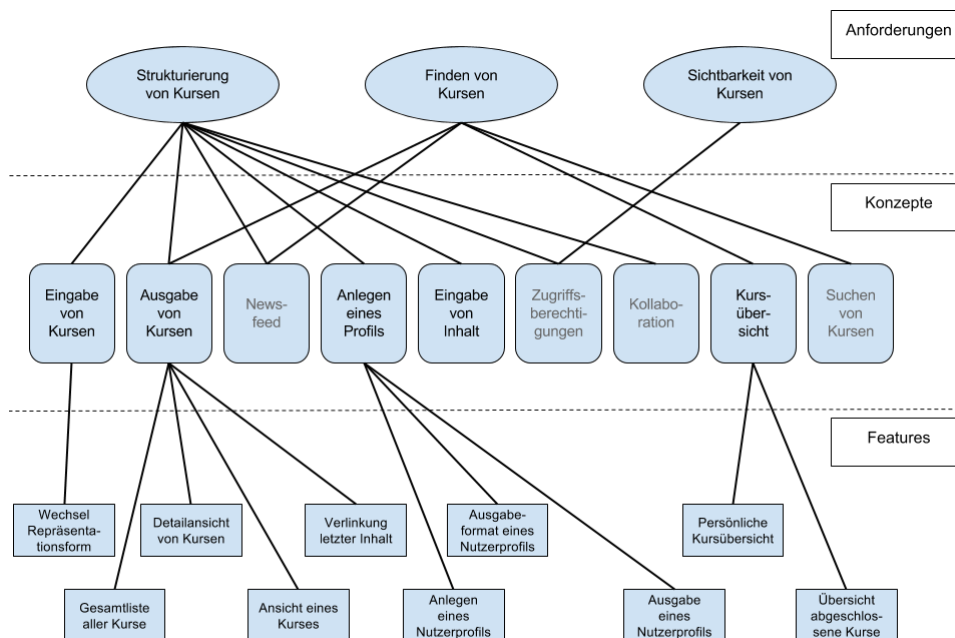 Anforderungen
Strukturierung
von Kursen
Finden von
Kursen
Sichtbarkeit von
Kursen
Konzepte
Eingabe
von
Kursen
Ausgabe
von
Kursen
News-
feed
Anlegen
eines
Profils
Eingabe
von
Inhalt
Zugriffs-
berechti-
gungen
Kollabo-
ration
Kurs-
über-
sicht
Suchen
von
Kursen
Features
Wechsel
Repräsenta-
tionsform
Detailansicht
von Kursen
Verlinkung
letzter Inhalt
Ausgabe-
format eines
Nutzerprofils
Persönliche
Kursübersicht
Gesamtliste
aller Kurse
Ansicht eines
Kurses
Anlegen
eines
Nutzerprofils
Ausgabe
eines
Nutzerprofils
Übersicht
abgeschlos-
sene Kurse